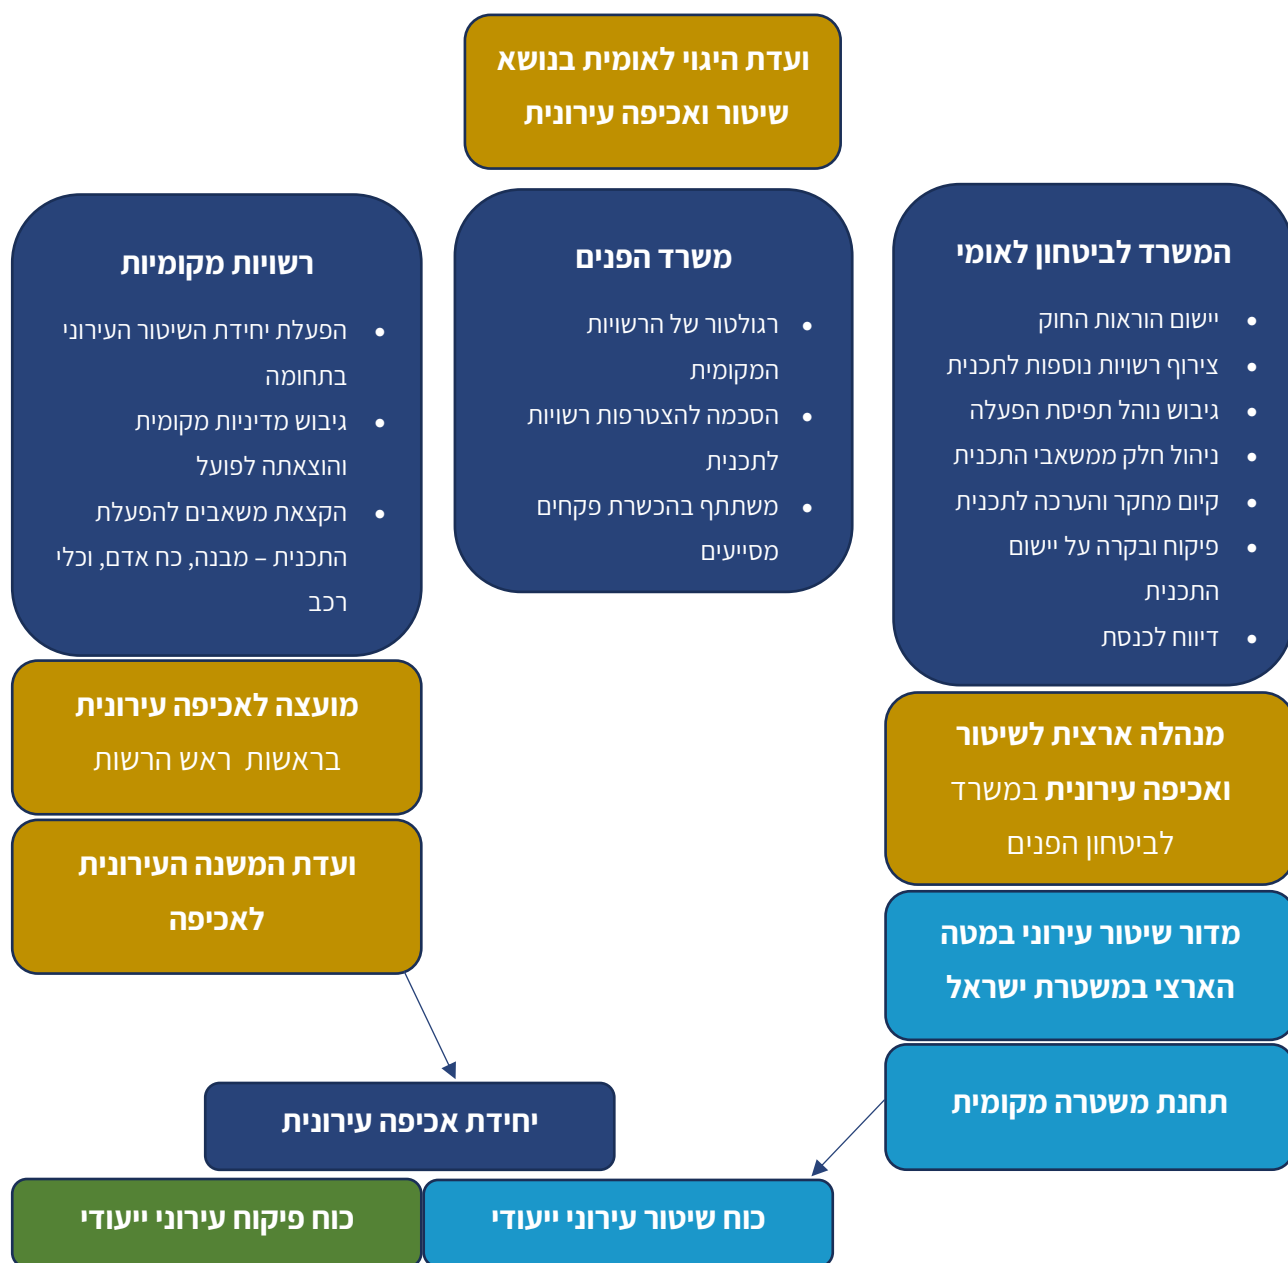 ועדת היגוי לאומית בנושא
שיטור ואכיפה עירונית
המשרד לביטחון לאומי
• יישום הוראות החוק
• צירוף רשויות נוספות לתכנית
• גיבוש נוהל תפיסת הפעלה
• ניהול חלק ממשאבי התכנית
• קיום מחקר והערכה לתכנית
• פיקוח ובקרה על יישום
התכנית
• דיווח לכנסת
משרד הפנים
• רגולטור של הרשויות
המקומית
• הסכמה להצטרפות רשויות
לתכנית
• משתתף בהכשרת פקחים
מסייעים
רשויות מקומיות
• הפעלת יחידת השיטור העירוני
בתחומה
• גיבוש מדיניות מקומית
והוצאתה לפועל
• הקצאת משאבים להפעלת
התכנית – מבנה, כח אדם, וכלי
רכב
מנהלה ארצית לשיטור
ואכיפה עירונית במשרד
לביטחון הפנים
מדור שיטור עירוני במטה
הארצי במשטרת ישראל
תחנת משטרה מקומית
מועצה לאכיפה עירונית
בראשות ראש הרשות
ועדת המשנה העירונית
לאכיפה
יחידת אכיפה עירונית
כוח שיטור עירוני ייעודי
כוח פיקוח עירוני ייעודי